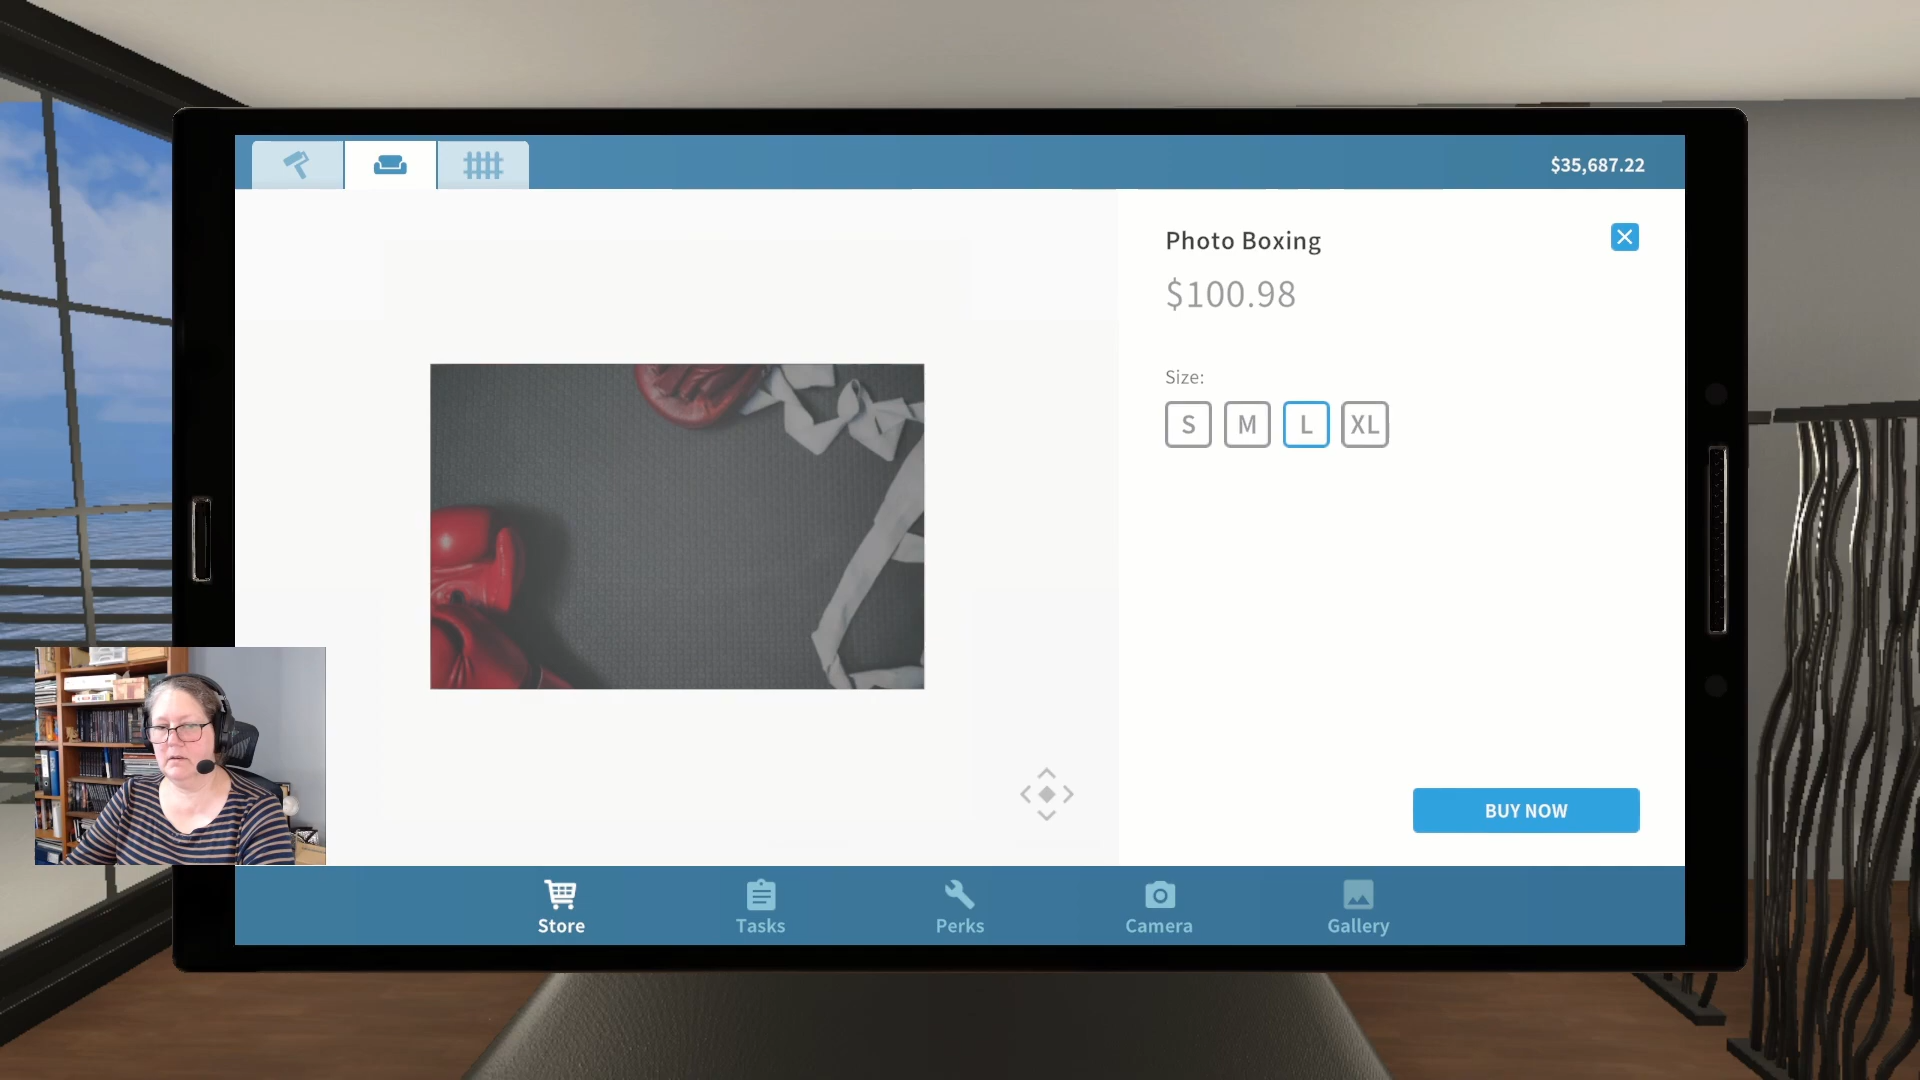 $35,687.22
Photo Boxing
$100.98
Size:
S M L XL
BUY NOW
Store Tasks Perks Camera Gallery